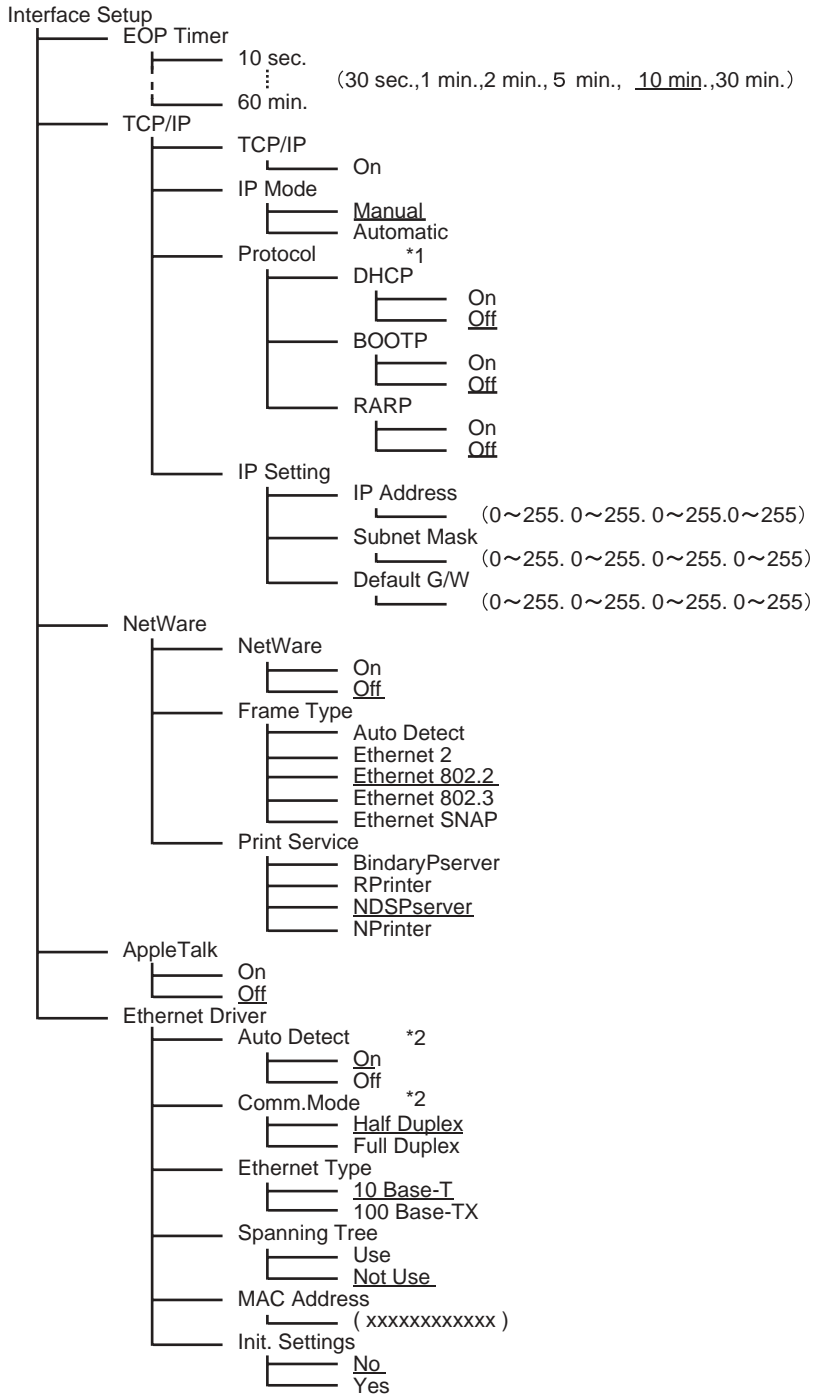 Interface Setup
EOP Timer
10 sec.
(30 sec.,1 min.,2 min., 5 min., 10 min.,30 min.)
60 min.
TCP/IP
TCP/IP
On
IP Mode
Manual
Automatic
Protocol *1
DHCP
On
Off
BOOTP
On
Off
RARP
On
Off
IP Setting
IP Address
(0～255. 0～255. 0～255.0～255)
Subnet Mask
(0～255. 0～255. 0～255. 0～255)
Default G/W
(0～255. 0～255. 0～255. 0～255)
NetWare
NetWare
On
Off
Frame Type
Auto Detect
Ethernet 2
Ethernet 802.2
Ethernet 802.3
Ethernet SNAP
Print Service
BindaryPserver
RPrinter
NDSPserver
NPrinter
AppleTalk
On
Off
Ethernet Driver
Auto Detect *2
On
Off
Comm.Mode *2
Half Duplex
Full Duplex
Ethernet Type
10 Base-T
100 Base-TX
Spanning Tree
Use
Not Use
MAC Address
( xxxxxxxxxxxx )
Init. Settings
No
Yes